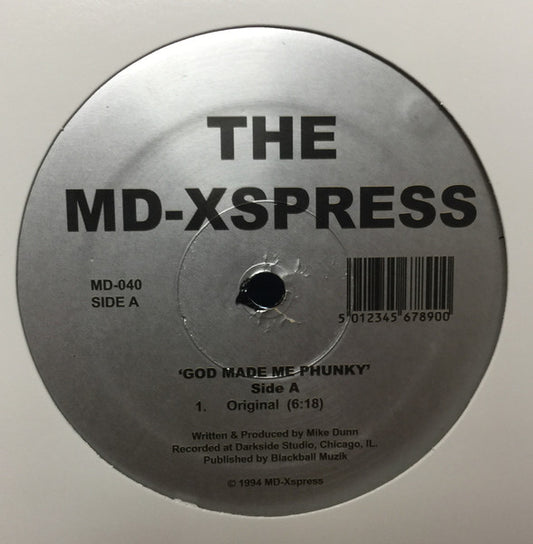 THE
MD-XSPRESS
MD-040
SIDE A
5 012345 678900
‘GOD MADE ME PHUNKY’
Side A
1. Original (6:18)
Written & Produced by Mike Dunn
Recorded at Darkside Studio, Chicago, IL.
Published by Blackball Muzik
© 1994 MD-Xspress